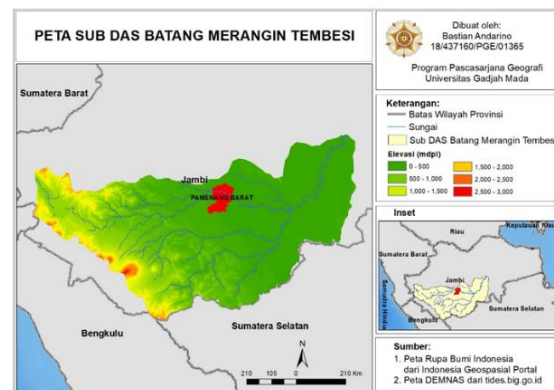 PETA SUB DAS BATANG MERANGIN TEMBESI
Dibuat oleh:
Bastian Andarino
18/437160/PGE/01365
Program Pascasarjana Geografi
Universitas Gadjah Mada
Sumatera Barat
Jambi
PAMENANG BARAT
Bengkulu
Sumatera Selatan
N
210 105 0 210 Km
Keterangan:
Batas Wilayah Provinsi
Sungai
Sub DAS Batang Merangin Tembesi
Elevasi (mdpl)
0 - 500
500 - 1.000
1,000 - 1,500
1,500 - 2,000
2,000 - 2,500
2,500 - 3,000
Inset
Riau
Kepulauan Riau
Sumatera Barat
Jambi
Samudra Hindia
Bengkulu
Sumatera Selatan
Sumber:
1. Peta Rupa Bumi Indonesia
dari Indonesia Geospasial Portal
2. Peta DEMNAS dari tides.big.go.id